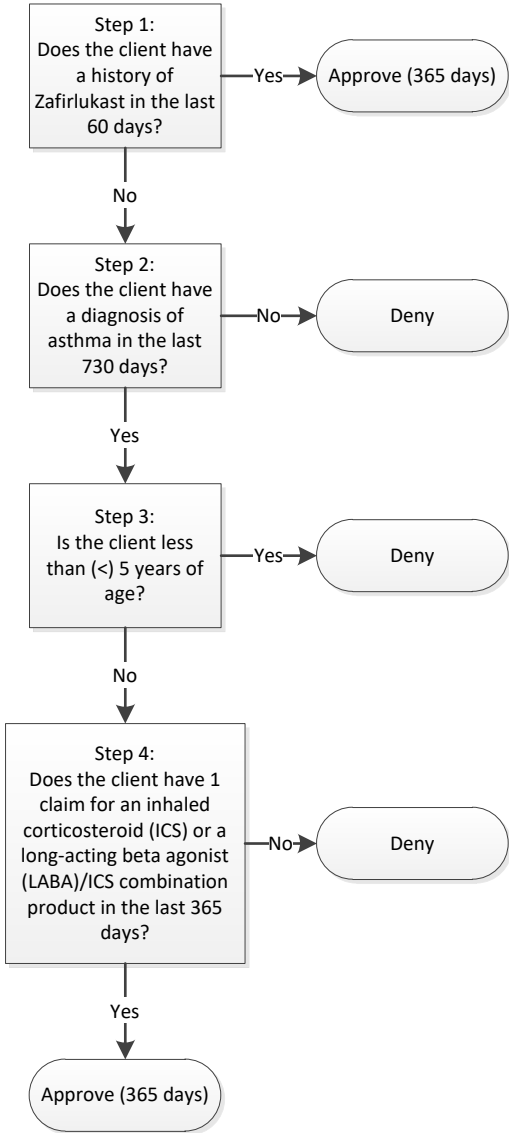 Step 1:
Does the client have
a history of
Zafirlukast in the last
60 days?
Yes
Approve (365 days)
No
Step 2:
Does the client have
a diagnosis of
asthma in the last
730 days?
No
Deny
Yes
Step 3:
Is the client less
than (<) 5 years of
age?
Yes
Deny
No
Step 4:
Does the client have 1
claim for an inhaled
corticosteroid (ICS) or a
long-acting beta agonist
(LABA)/ICS combination
product in the last 365
days?
No
Deny
Yes
Approve (365 days)